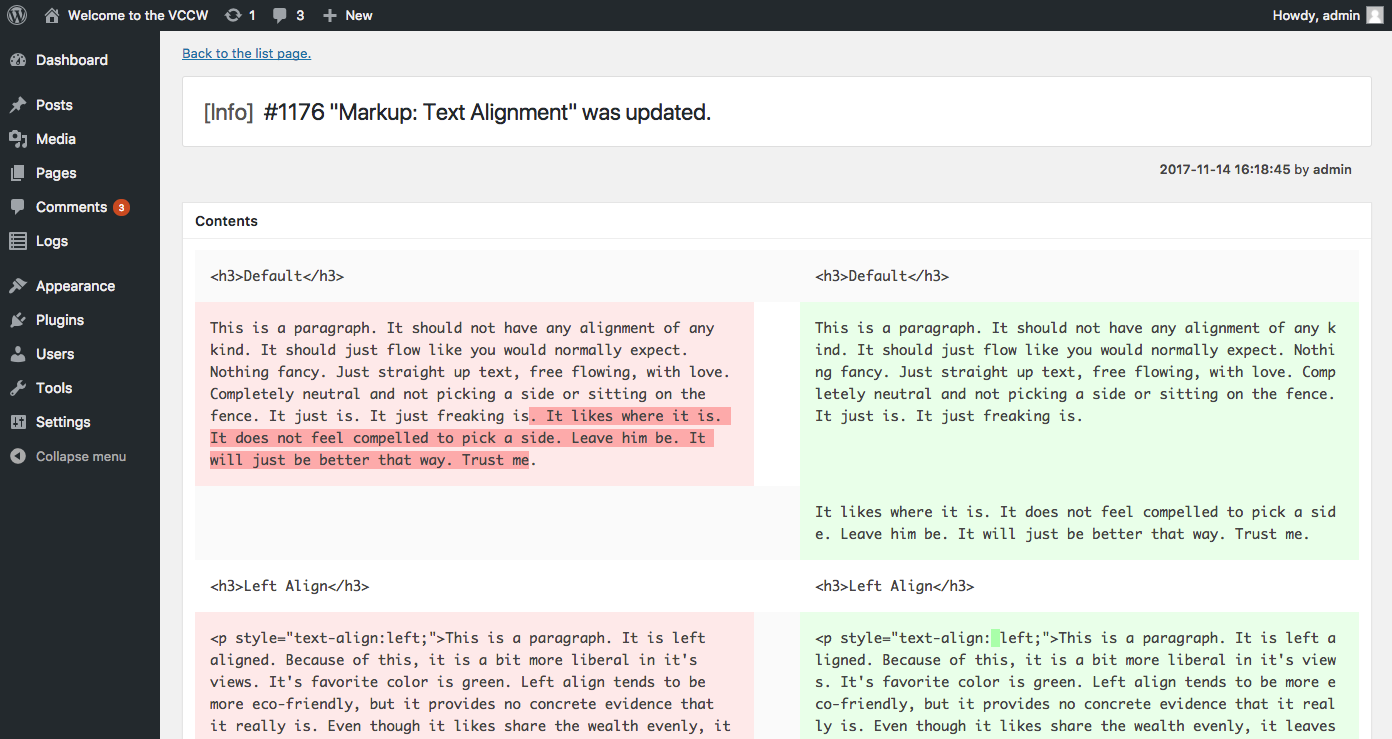 Welcome to the VCCW 1 3 New Howdy, admin
Dashboard
Posts
Media
Pages
Comments 3
Logs
Appearance
Plugins
Users
Tools
Settings
Collapse menu
Back to the list page.
[Info] #1176 "Markup: Text Alignment" was updated.
2017-11-14 16:18:45 by admin
Contents
<h3>Default</h3>
This is a paragraph. It should not have any alignment of any
kind. It should just flow like you would normally expect.
Nothing fancy. Just straight up text, free flowing, with love.
Completely neutral and not picking a side or sitting on the
fence. It just is. It just freaking is. It likes where it is.
It does not feel compelled to pick a side. Leave him be. It
will just be better that way. Trust me.
<h3>Default</h3>
This is a paragraph. It should not have any alignment of any k
ind. It should just flow like you would normally expect. Nothi
ng fancy. Just straight up text, free flowing, with love. Comp
letely neutral and not picking a side or sitting on the fence.
It just is. It just freaking is.
It likes where it is. It does not feel compelled to pick a sid
e. Leave him be. It will just be better that way. Trust me.
<h3>Left Align</h3>
<p style="text-align:left;">This is a paragraph. It is left
aligned. Because of this, it is a bit more liberal in it's
views. It's favorite color is green. Left align tends to be
more eco-friendly, but it provides no concrete evidence that
it really is. Even though it likes share the wealth evenly, it
<h3>Left Align</h3>
<p style="text-align: left;">This is a paragraph. It is left a
ligned. Because of this, it is a bit more liberal in it's view
s. It's favorite color is green. Left align tends to be more e
co-friendly, but it provides no concrete evidence that it real
ly is. Even though it likes share the wealth evenly, it leaves